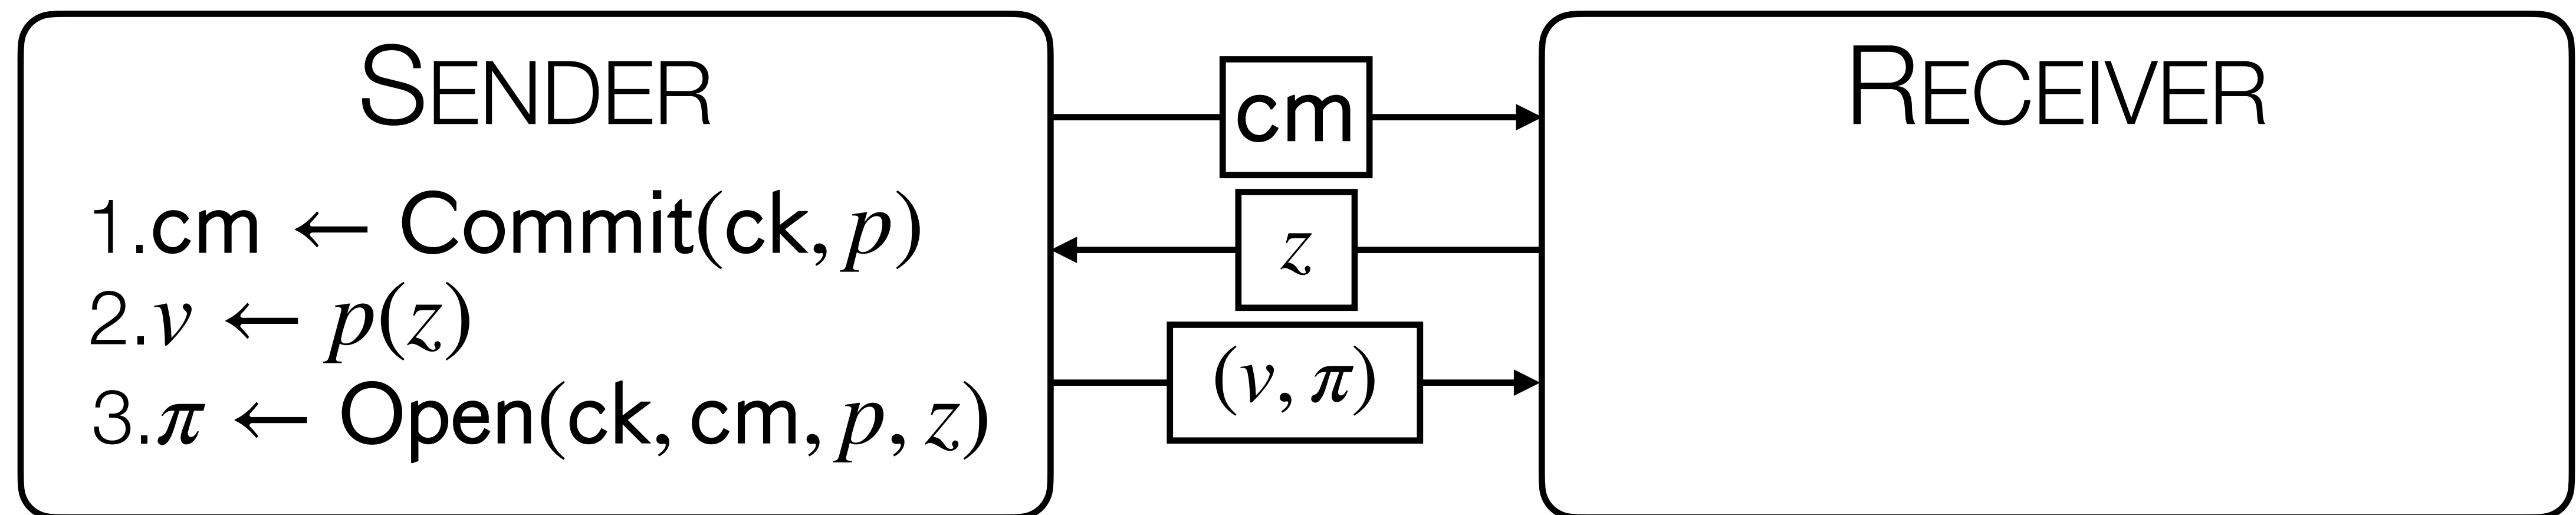 SENDER
1.cm ← Commit(ck, p)
2.v ← p(z)
3.π ← Open(ck, cm, p, z)
cm
z
(v, π)
RECEIVER